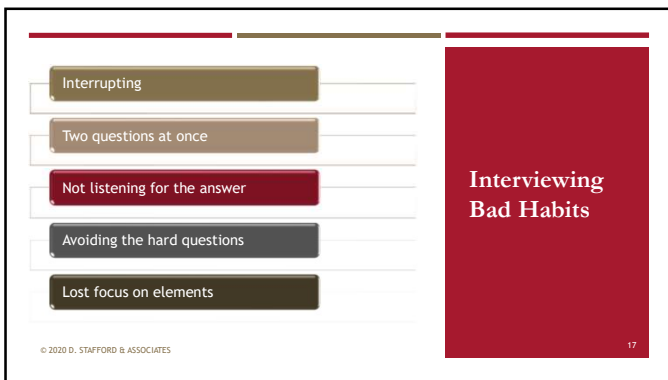 Interrupting
Two questions at once
Not listening for the answer
Avoiding the hard questions
Lost focus on elements
Interviewing
Bad Habits
© 2020 D. STAFFORD & ASSOCIATES
17